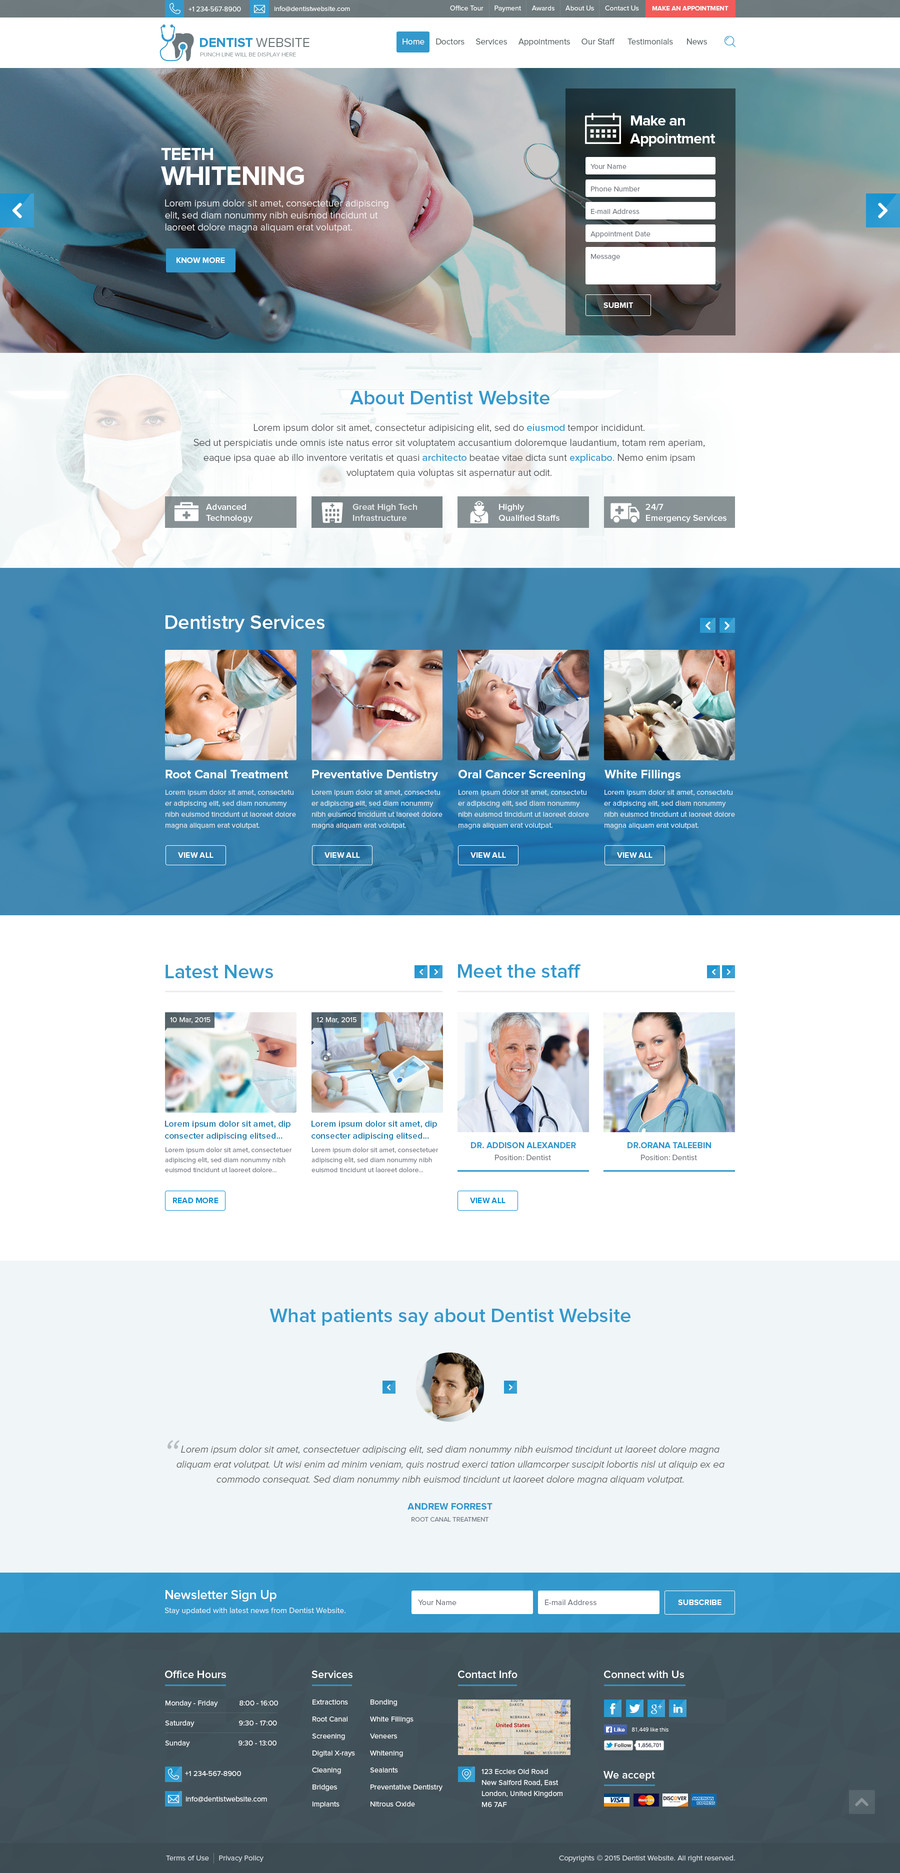 +1 234-567-8900
info@dentistwebsite.com
Office Tour
Payment
Awards
About Us
Contact Us
MAKE AN APPOINTMENT
DENTIST WEBSITE
PUNCH LINE WILL BE DISPLAY HERE
Home
Doctors
Services
Appointments
Our Staff
Testimonials
News
TEETH
WHITENING
Lorem ipsum dolor sit amet, consectetuer adipiscing
elit, sed diam nonummy nibh euismod tincidunt ut
laoreet dolore magna aliquam erat volutpat.
KNOW MORE
Make an
Appointment
Your Name
Phone Number
E-mail Address
Appointment Date
Message
SUBMIT
About Dentist Website
Lorem ipsum dolor sit amet, consectetur adipisicing elit, sed do eiusmod tempor incididunt.
Sed ut perspiciatis unde omnis iste natus error sit voluptatem accusantium doloremque laudantium, totam rem aperiam,
eaque ipsa quae ab illo inventore veritatis et quasi architecto beatae vitae dicta sunt explicabo. Nemo enim ipsam
voluptatem quia voluptas sit aspernatur aut odit.
Advanced
Technology
Great High Tech
Infrastructure
Highly
Qualified Staffs
24/7
Emergency Services
Dentistry Services
Root Canal Treatment
Lorem ipsum dolor sit amet, consectetu
er adipiscing elit, sed diam nonummy
nibh euismod tincidunt ut laoreet dolore
magna aliquam erat volutpat.
VIEW ALL
Preventative Dentistry
Lorem ipsum dolor sit amet, consectetu
er adipiscing elit, sed diam nonummy
nibh euismod tincidunt ut laoreet dolore
magna aliquam erat volutpat.
VIEW ALL
Oral Cancer Screening
Lorem ipsum dolor sit amet, consectetu
er adipiscing elit, sed diam nonummy
nibh euismod tincidunt ut laoreet dolore
magna aliquam erat volutpat.
VIEW ALL
White Fillings
Lorem ipsum dolor sit amet, consectetu
er adipiscing elit, sed diam nonummy
nibh euismod tincidunt ut laoreet dolore
magna aliquam erat volutpat.
VIEW ALL
Latest News
10 Mar, 2015
Lorem ipsum dolor sit amet, dip
consecter adipiscing elitsed...
Lorem ipsum dolor sit amet, consectetuer
adipiscing elit, sed diam nonummy nibh
euismod tincidunt ut laoreet dolore...
12 Mar, 2015
Lorem ipsum dolor sit amet, dip
consecter adipiscing elitsed...
Lorem ipsum dolor sit amet, consectetuer
adipiscing elit, sed diam nonummy nibh
euismod tincidunt ut laoreet dolore...
READ MORE
Meet the staff
DR. ADDISON ALEXANDER
Position: Dentist
DR.ORANA TALEEBIN
Position: Dentist
VIEW ALL
What patients say about Dentist Website
“ Lorem ipsum dolor sit amet, consectetuer adipiscing elit, sed diam nonummy nibh euismod tincidunt ut laoreet dolore magna
aliquam erat volutpat. Ut wisi enim ad minim veniam, quis nostrud exerci tation ullamcorper suscipit lobortis nisl ut aliquip ex ea
commodo consequat. Sed diam nonummy nibh euismod tincidunt ut laoreet dolore magna aliquam volutpat.
ANDREW FORREST
ROOT CANAL TREATMENT
Newsletter Sign Up
Stay updated with latest news from Dentist Website.
Your Name
E-mail Address
SUBSCRIBE
Office Hours
Monday - Friday 8:00 - 16:00
Saturday 9:30 - 17:00
Sunday 9:30 - 13:00
+1 234-567-8900
info@dentistwebsite.com
Services
Extractions
Root Canal
Screening
Digital X-rays
Cleaning
Bridges
Implants
Bonding
White Fillings
Veneers
Whitening
Sealants
Preventative Dentistry
Nitrous Oxide
Contact Info
United States
123 Eccles Old Road
New Salford Road, East
London, United Kingdom
M6 7AF
Connect with Us
f
g+
in
f Like 81,449 like this
Follow 1,856,701
We accept
VISA
MasterCard
DISCOVER
Terms of Use
Privacy Policy
Copyrights © 2015 Dentist Website. All right reserved.